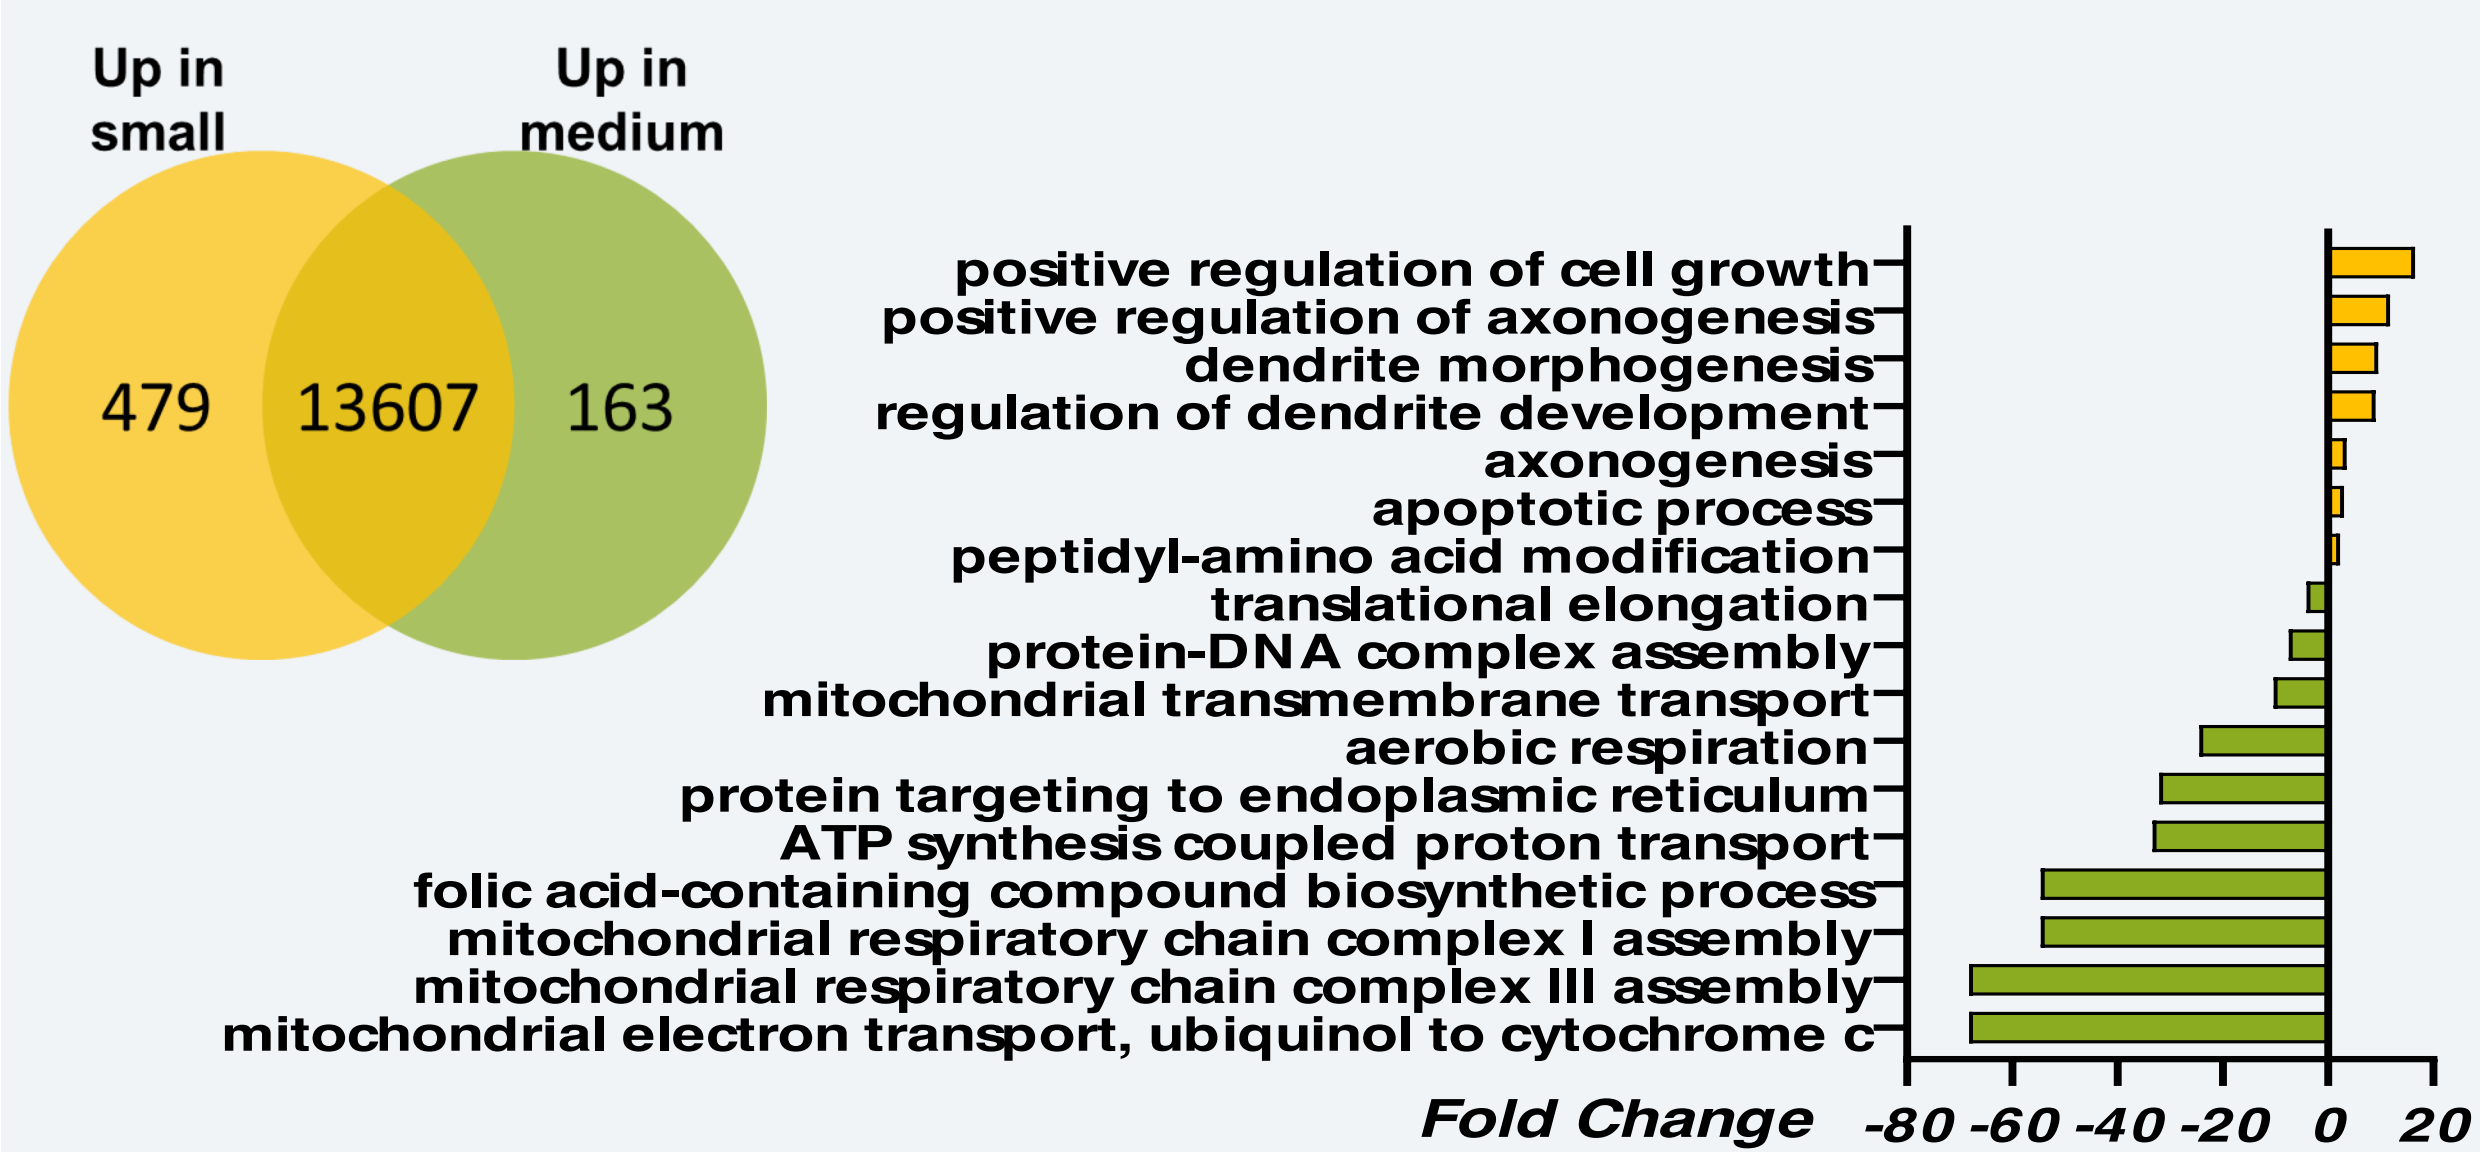 Up in
small
Up in
medium
479
13607
163
positive regulation of cell growth
positive regulation of axonogenesis
dendrite morphogenesis
regulation of dendrite development
axonogenesis
apoptotic process
peptidyl-amino acid modification
translational elongation
protein-DNA complex assembly
mitochondrial transmembrane transport
aerobic respiration
protein targeting to endoplasmic reticulum
ATP synthesis coupled proton transport
folic acid-containing compound biosynthetic process
mitochondrial respiratory chain complex I assembly
mitochondrial respiratory chain complex III assembly
mitochondrial electron transport, ubiquinol to cytochrome c
Fold Change -80 -60 -40 -20 0 20